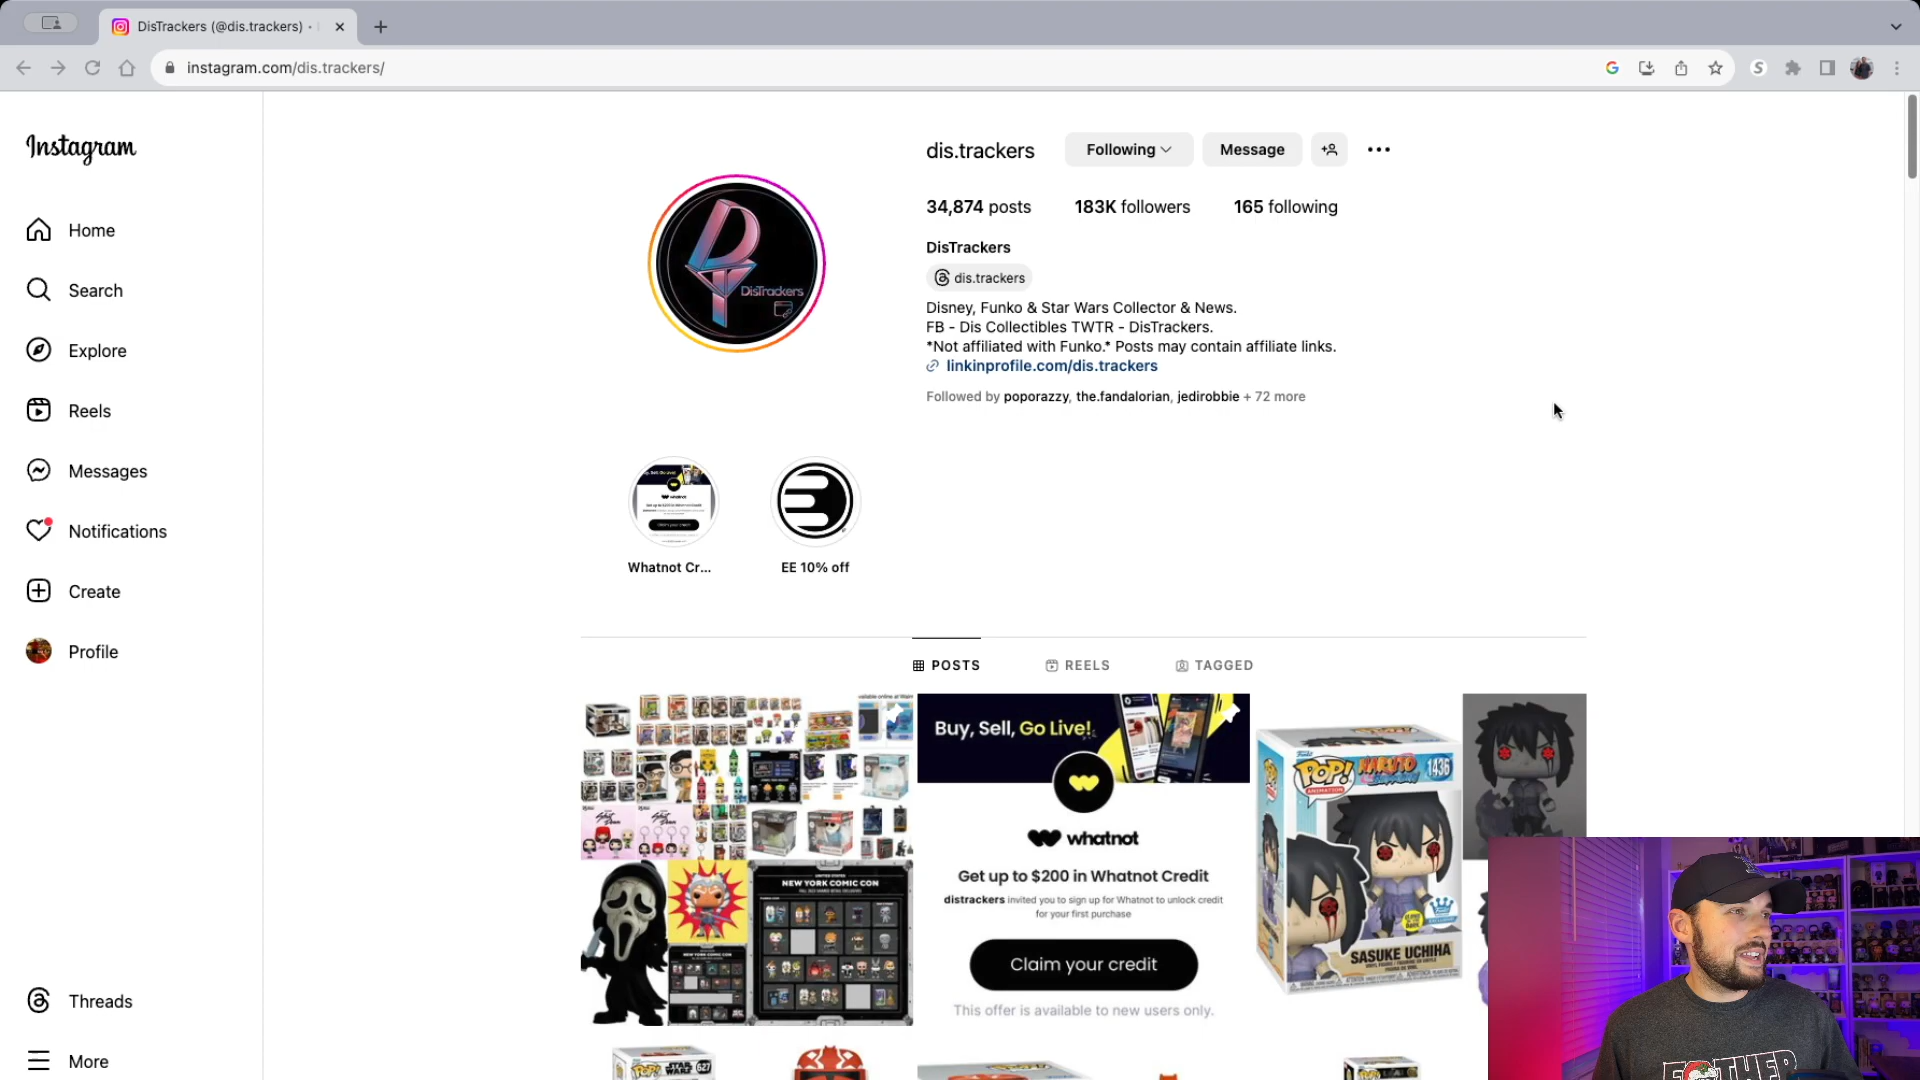 DisTrackers (@dis.trackers) •
instagram.com/dis.trackers/
Instagram
Home
Search
Explore
Reels
Messages
Notifications
Create
Profile
Threads
More
dis.trackers
Following
Message
34,874 posts
183K followers
165 following
DisTrackers
dis.trackers
Disney, Funko & Star Wars Collector & News.
FB - Dis Collectibles TWTR - DisTrackers.
*Not affiliated with Funko.* Posts may contain affiliate links.
linkinprofile.com/dis.trackers
Followed by poporazzy, the.fandalorian, jedirobbie + 72 more
DisTrackers
Whatnot Cr...
EE 10% off
POSTS
REELS
TAGGED
NEW YORK COMIC CON
Buy, Sell, Go Live!
whatnot
Get up to $200 in Whatnot Credit
distrackers invited you to sign up for Whatnot to unlock credit
for your first purchase
Claim your credit
This offer is available to new users only.
POP!
ANIMATION
NARUTO
1436
SASUKE UCHIHA
POP!
STAR WARS
627